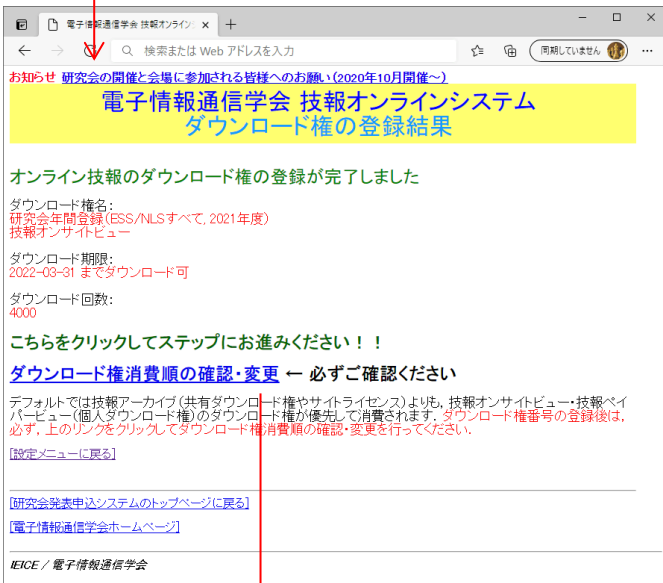 電子情報通信学会 技報オンライン
検索または Web アドレスを入力
同期していません
お知らせ 研究会の開催と会場に参加される皆様へのお願い(2020年10月開催～)
電子情報通信学会 技報オンラインシステム
ダウンロード権の登録結果
オンライン技報のダウンロード権の登録が完了しました
ダウンロード権名:
研究会年間登録(ESS/NLSすべて, 2021年度)
技報オンサイトビュー
ダウンロード期限:
2022-03-31 までダウンロード可
ダウンロード回数:
4000
こちらをクリックしてステップにお進みください！！
ダウンロード権消費順の確認・変更 ← 必ずご確認ください
デフォルトでは技報アーカイブ(共有ダウンロード権やサイトライセンス)よりも, 技報オンサイトビュー・技報ペイ
パービュー(個人ダウンロード権)のダウンロード権が優先して消費されます. ダウンロード権番号の登録後は,
必ず, 上のリンクをクリックしてダウンロード権消費順の確認・変更を行ってください.
[設定メニューに戻る]
[研究会発表申込システムのトップページに戻る]
[電子情報通信学会ホームページ]
IEICE / 電子情報通信学会